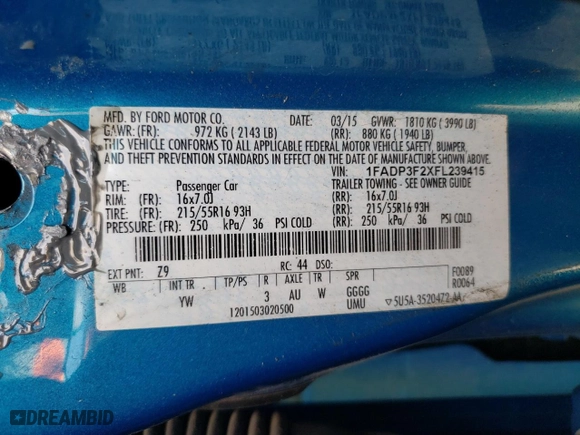 MFD. BY FORD MOTOR CO. DATE: 03/15 GVWR: 1810 KG ( 3990 LB)
GAWR: (FR): 972 KG ( 2143 LB) (RR): 880 KG ( 1940 LB)
THIS VEHICLE CONFORMS TO ALL APPLICABLE FEDERAL MOTOR VEHICLE SAFETY, BUMPER,
AND THEFT PREVENTION STANDARDS IN EFFECT ON THE DATE OF MANUFACTURE SHOWN ABOVE.
VIN: 1FADP3F2XFL239415
TYPE: Passenger Car TRAILER TOWING - SEE OWNER GUIDE
RIM: (FR): 16x7.0J (RR): 16x7.0J
TIRE: (FR): 215/55R16 93H (RR): 215/55R16 93H
PRESSURE: (FR): 250 kPa/ 36 PSI COLD (RR): 250 kPa/ 36 PSI COLD
EXT PNT: Z9 RC: 44 DSO: F0089
WB INT TR TP/PS R AXLE TR SPR R0064
YW 3 AU W GGGG
1201503020500 UMU ▽5U5A-3520472-AA
DREAMBID